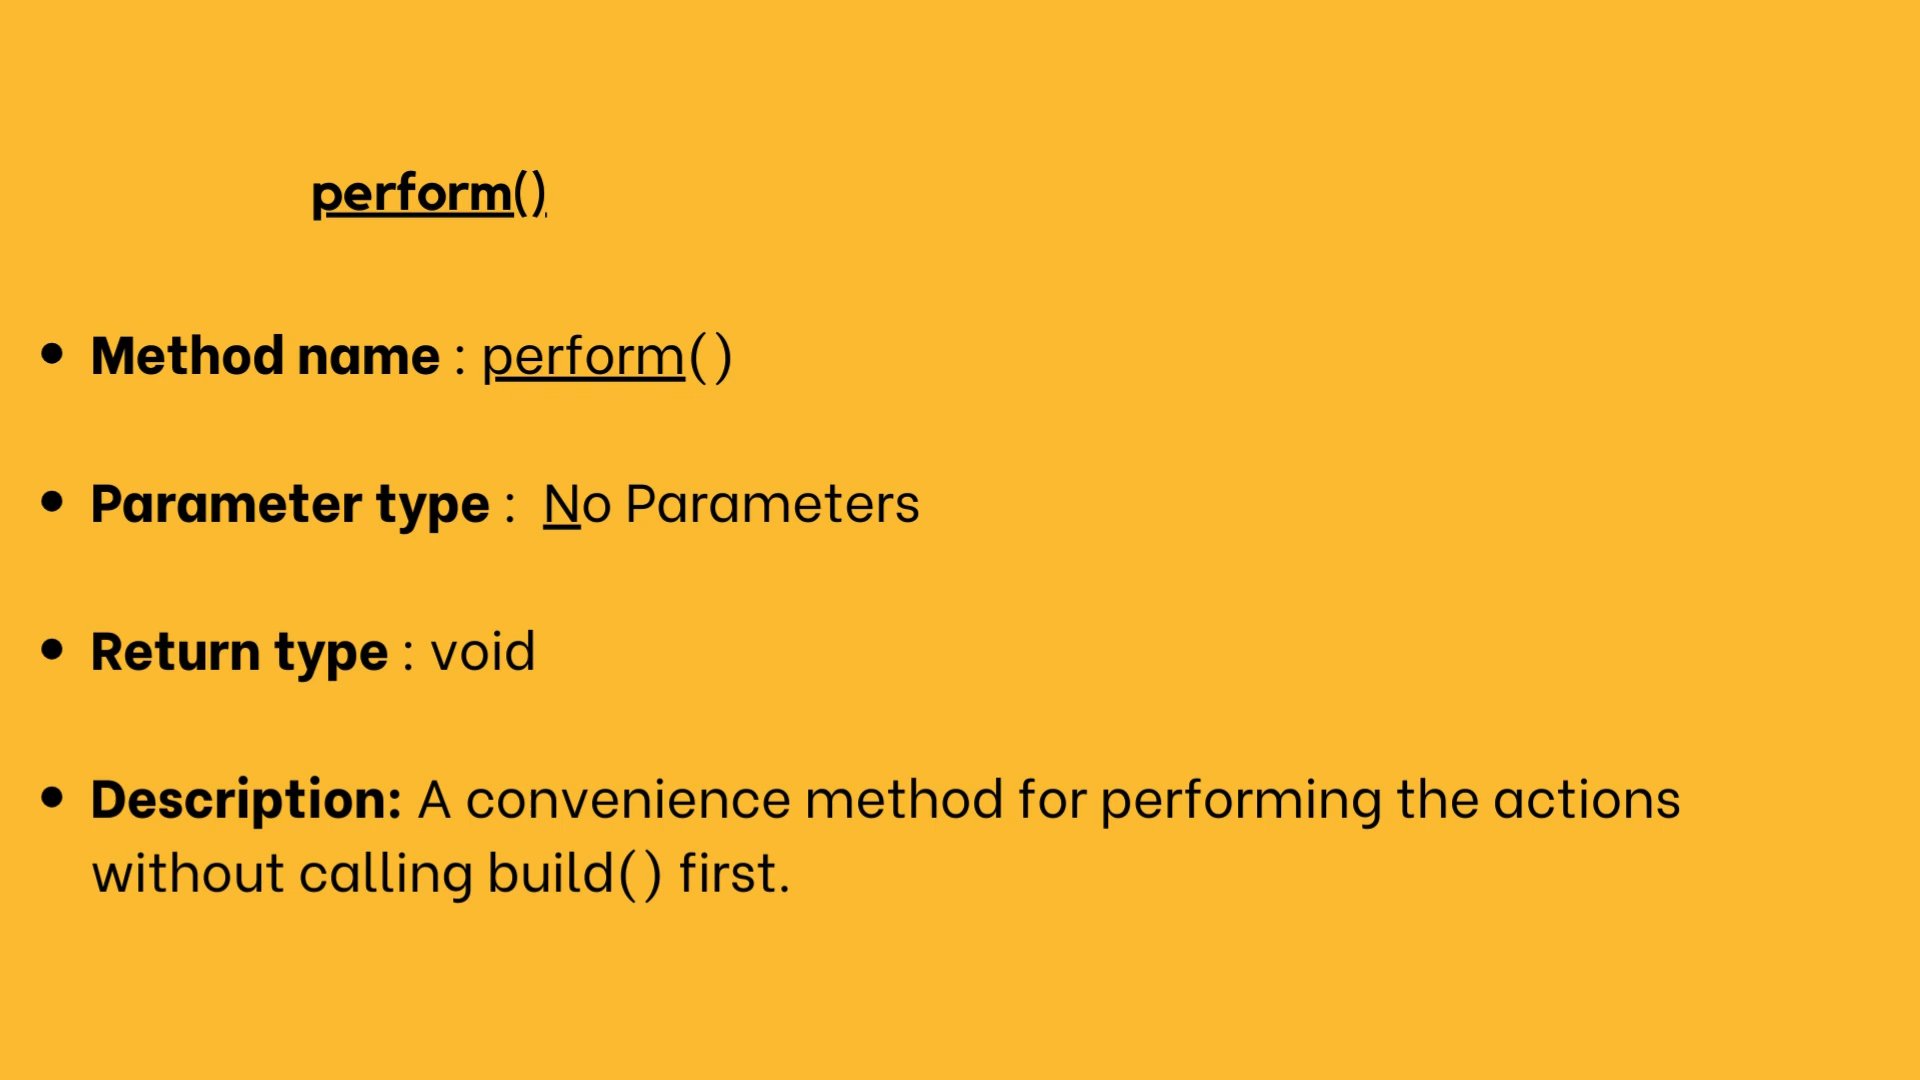 perform()
• Method name : perform()
• Parameter type :  No Parameters
• Return type : void
• Description: A convenience method for performing the actions
without calling build() first.